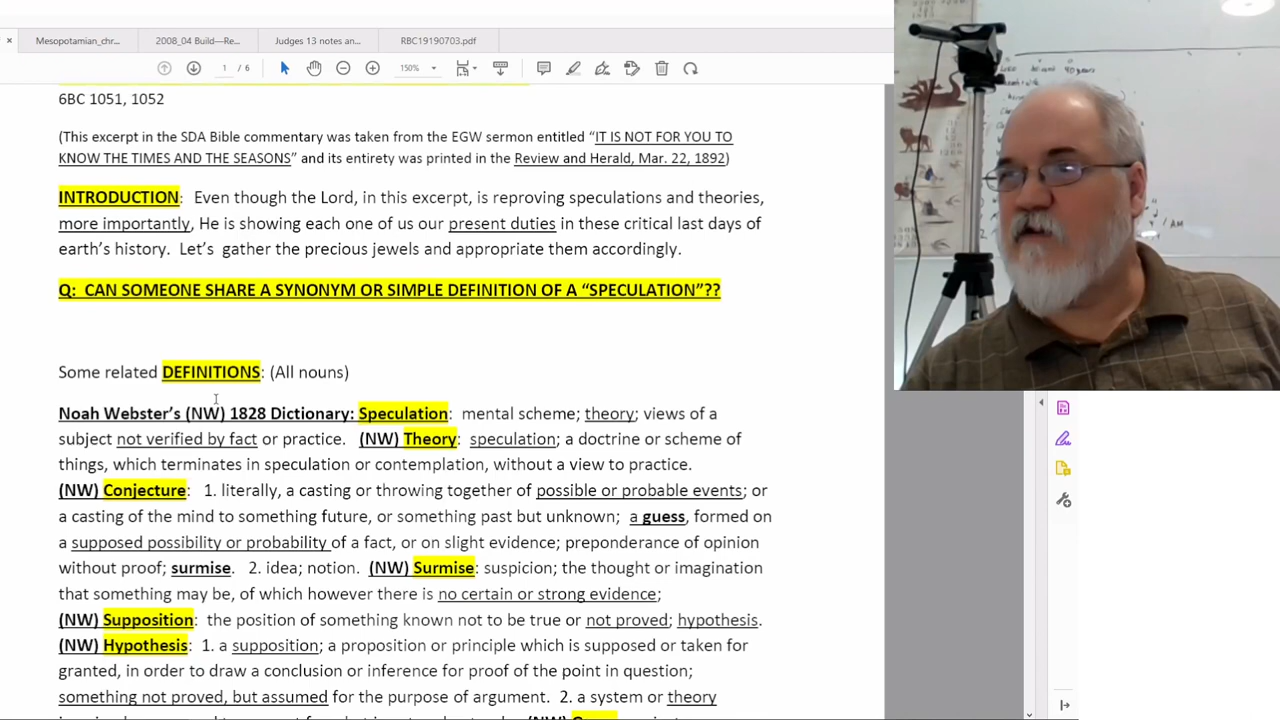 Mesopotamian_chr...
2008_04 Build—Re...
Judges 13 notes an...
RBC19190703.pdf
1 / 6
150%
6BC 1051, 1052
(This excerpt in the SDA Bible commentary was taken from the EGW sermon entitled “IT IS NOT FOR YOU TO
KNOW THE TIMES AND THE SEASONS” and its entirety was printed in the Review and Herald, Mar. 22, 1892)
INTRODUCTION:  Even though the Lord, in this excerpt, is reproving speculations and theories,
more importantly, He is showing each one of us our present duties in these critical last days of
earth’s history.  Let’s  gather the precious jewels and appropriate them accordingly.
Q:  CAN SOMEONE SHARE A SYNONYM OR SIMPLE DEFINITION OF A “SPECULATION”??
Some related DEFINITIONS: (All nouns)
Noah Webster’s (NW) 1828 Dictionary: Speculation:  mental scheme; theory; views of a
subject not verified by fact or practice.   (NW) Theory:  speculation; a doctrine or scheme of
things, which terminates in speculation or contemplation, without a view to practice.
(NW) Conjecture:   1. literally, a casting or throwing together of possible or probable events; or
a casting of the mind to something future, or something past but unknown;  a guess, formed on
a supposed possibility or probability of a fact, or on slight evidence; preponderance of opinion
without proof; surmise.   2. idea; notion.  (NW) Surmise: suspicion; the thought or imagination
that something may be, of which however there is no certain or strong evidence;
(NW) Supposition:  the position of something known not to be true or not proved; hypothesis.
(NW) Hypothesis:  1. a supposition; a proposition or principle which is supposed or taken for
granted, in order to draw a conclusion or inference for proof of the point in question;
something not proved, but assumed for the purpose of argument.  2. a system or theory